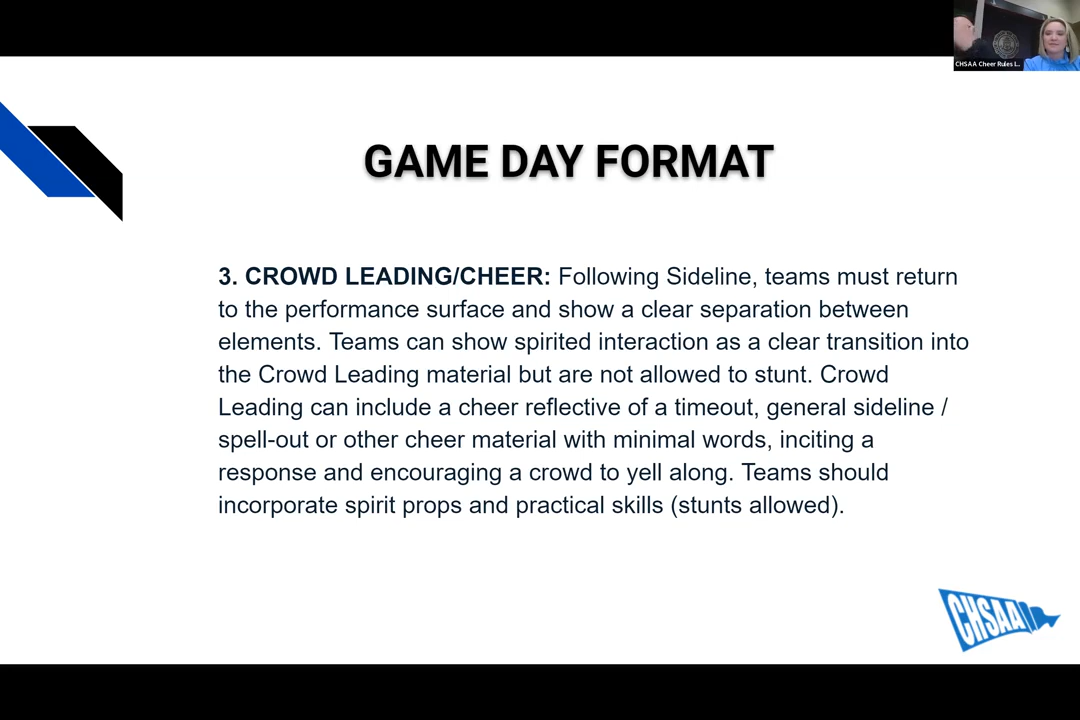 CHSAA Cheer Rules L..
GAME DAY FORMAT
3. CROWD LEADING/CHEER: Following Sideline, teams must return
to the performance surface and show a clear separation between
elements. Teams can show spirited interaction as a clear transition into
the Crowd Leading material but are not allowed to stunt. Crowd
Leading can include a cheer reflective of a timeout, general sideline /
spell-out or other cheer material with minimal words, inciting a
response and encouraging a crowd to yell along. Teams should
incorporate spirit props and practical skills (stunts allowed).
CHSAA